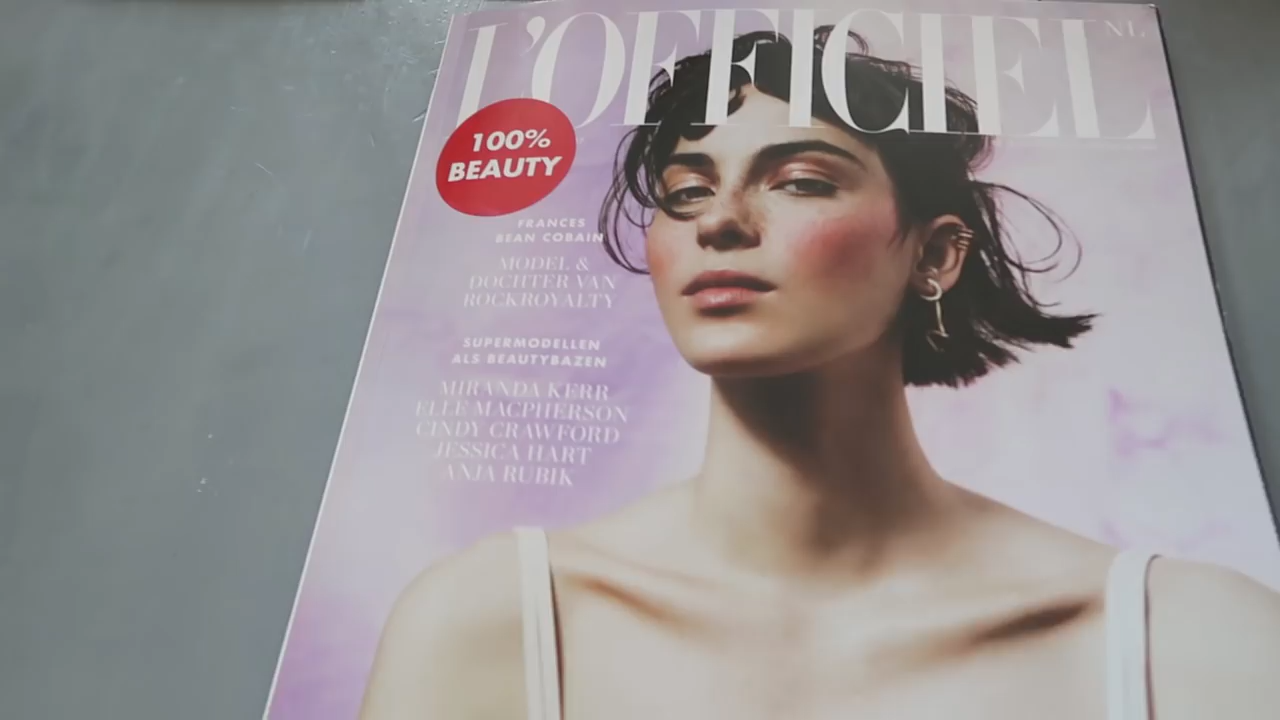 L'OFFICIEL NL
100%
BEAUTY
FRANCES
BEAN COBAIN
MODEL &
DOCHTER VAN
ROCKROYALTY
SUPERMODELLEN
ALS BEAUTYBAZEN
MIRANDA KERR
ELLE MACPHERSON
CINDY CRAWFORD
JESSICA HART
ANJA RUBIK